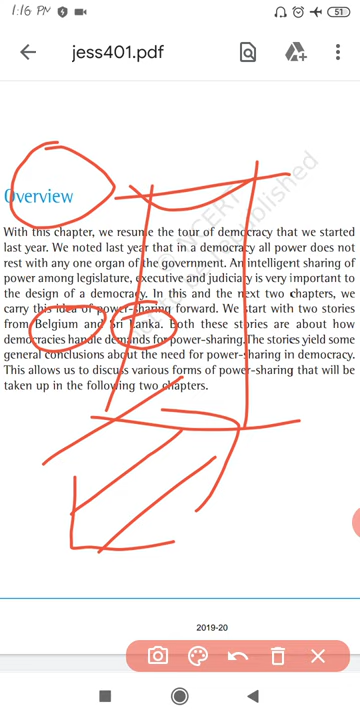 1:16 PM
51
jess401.pdf
Overview
With this chapter, we resume the tour of democracy that we started
last year. We noted last year that in a democracy all power does not
rest with any one organ of the government. An intelligent sharing of
power among legislature, executive and judiciary is very important to
the design of a democracy. In this and the next two chapters, we
carry this idea of power-sharing forward. We start with two stories
from Belgium and Sri Lanka. Both these stories are about how
democracies handle demands for power-sharing.The stories yield some
general conclusions about the need for power-sharing in democracy.
This allows us to discuss various forms of power-sharing that will be
taken up in the following two chapters.
2019-20